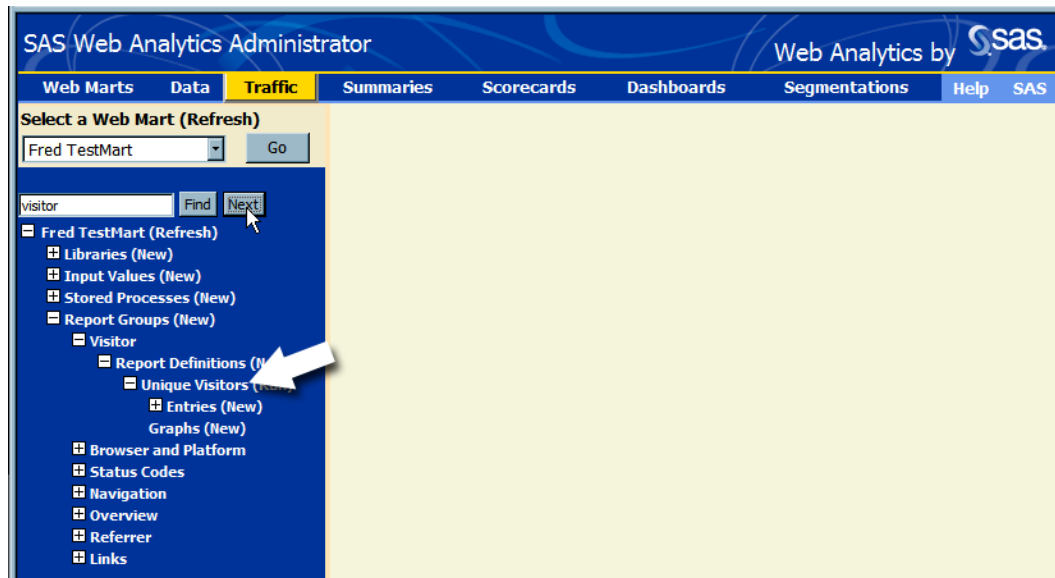 SAS Web Analytics Administrator
Web Analytics by sas.
Web Marts Data Traffic Summaries Scorecards Dashboards Segmentations Help SAS
Select a Web Mart (Refresh)
Fred TestMart Go
visitor Find Next
Fred TestMart (Refresh)
Libraries (New)
Input Values (New)
Stored Processes (New)
Report Groups (New)
Visitor
Report Definitions
Unique Visitors
Entries (New)
Graphs (New)
Browser and Platform
Status Codes
Navigation
Overview
Referrer
Links